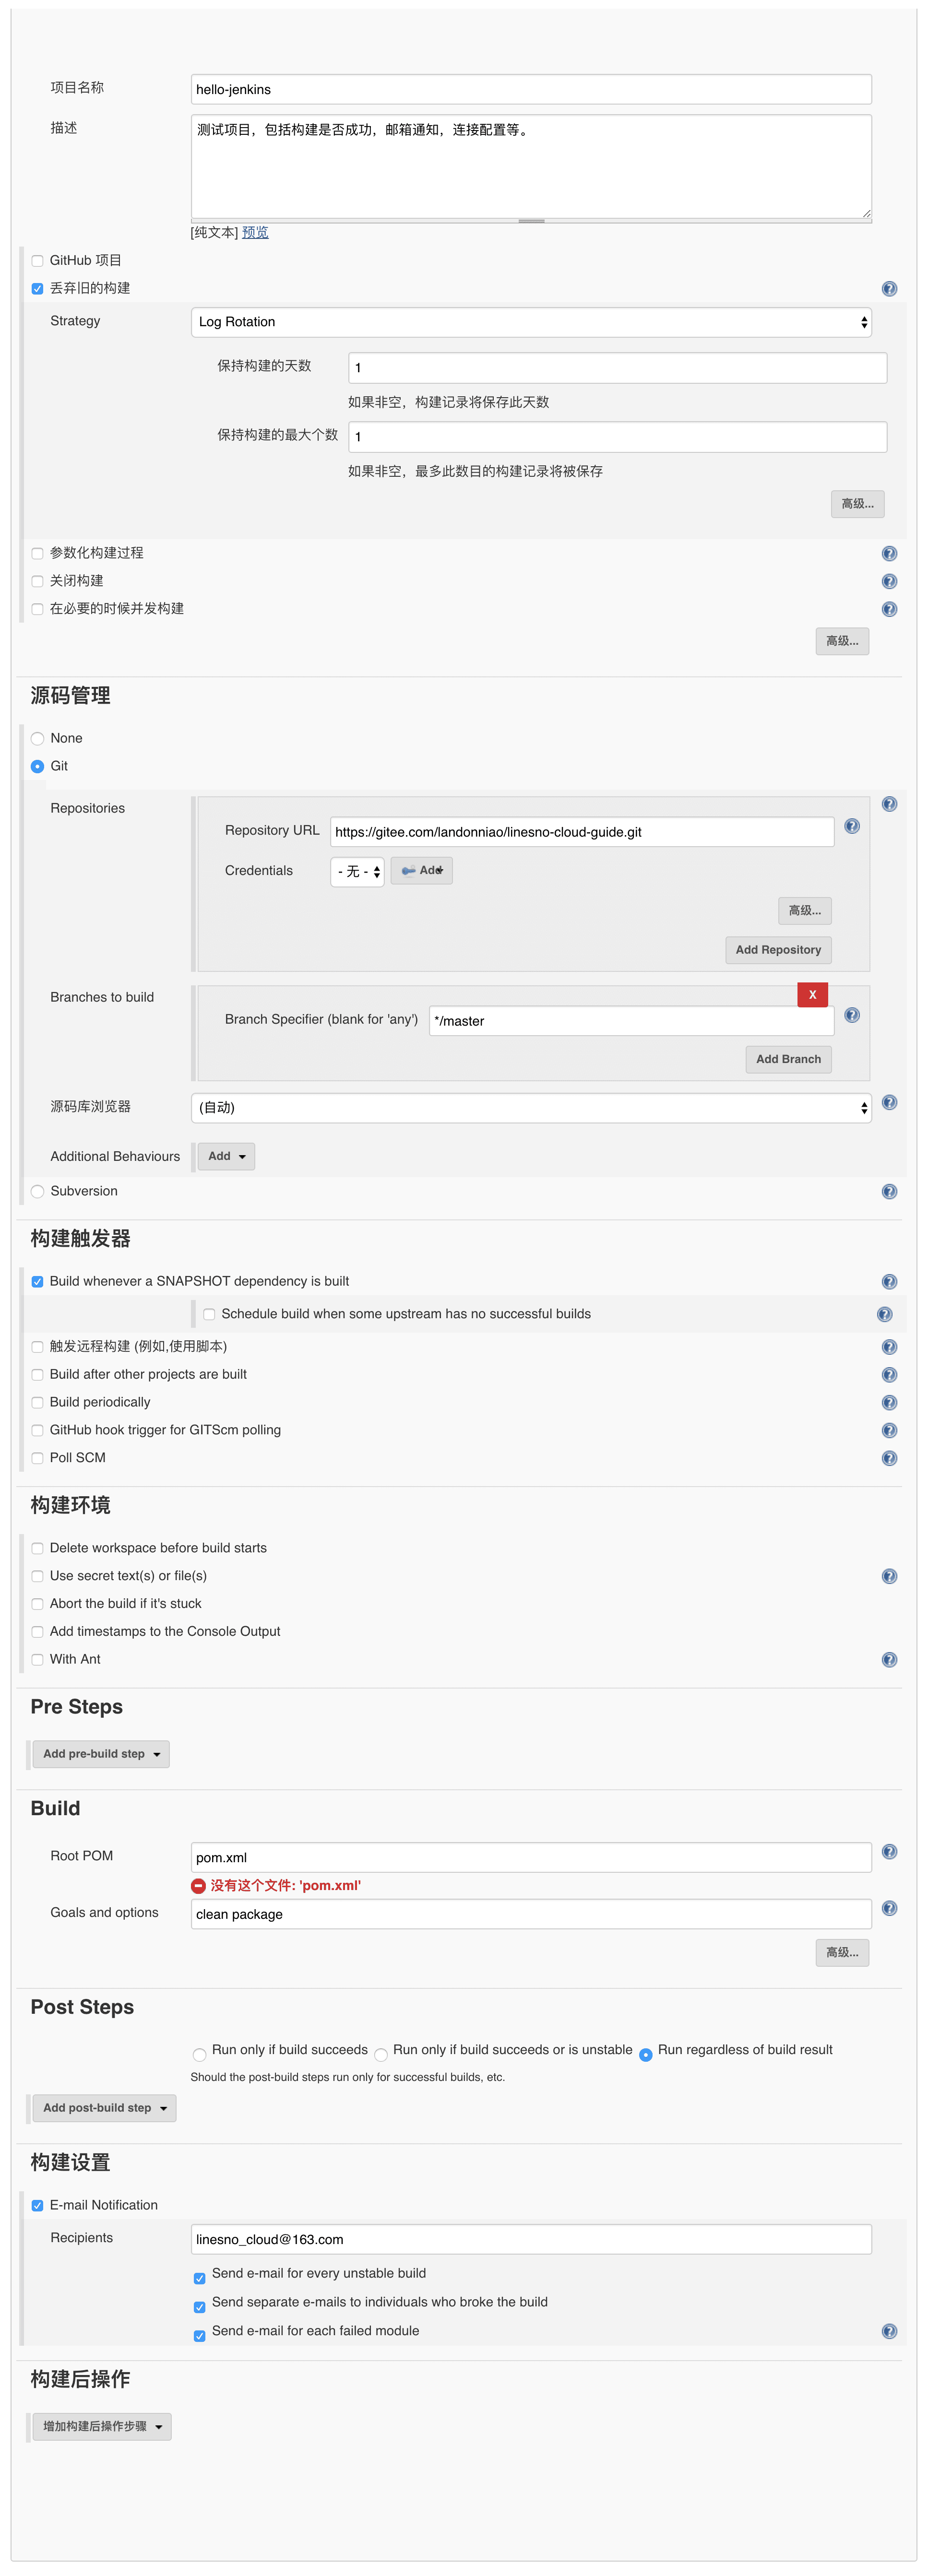 项目名称
hello-jenkins
描述
测试项目，包括构建是否成功，邮箱通知，连接配置等。
[纯文本] 预览
GitHub 项目
丢弃旧的构建
Strategy
Log Rotation
保持构建的天数
1
如果非空，构建记录将保存此天数
保持构建的最大个数
1
如果非空，最多此数目的构建记录将被保存
高级...
参数化构建过程
关闭构建
在必要的时候并发构建
高级...
源码管理
None
Git
Repositories
Repository URL
https://gitee.com/landonniao/linesno-cloud-guide.git
Credentials
- 无 -
Add
高级...
Add Repository
Branches to build
X
Branch Specifier (blank for 'any')
*/master
Add Branch
源码库浏览器
(自动)
Additional Behaviours
Add
Subversion
构建触发器
Build whenever a SNAPSHOT dependency is built
Schedule build when some upstream has no successful builds
触发远程构建 (例如,使用脚本)
Build after other projects are built
Build periodically
GitHub hook trigger for GITScm polling
Poll SCM
构建环境
Delete workspace before build starts
Use secret text(s) or file(s)
Abort the build if it's stuck
Add timestamps to the Console Output
With Ant
Pre Steps
Add pre-build step
Build
Root POM
pom.xml
没有这个文件: 'pom.xml'
Goals and options
clean package
高级...
Post Steps
Run only if build succeeds
Run only if build succeeds or is unstable
Run regardless of build result
Should the post-build steps run only for successful builds, etc.
Add post-build step
构建设置
E-mail Notification
Recipients
linesno_cloud@163.com
Send e-mail for every unstable build
Send separate e-mails to individuals who broke the build
Send e-mail for each failed module
构建后操作
增加构建后操作步骤